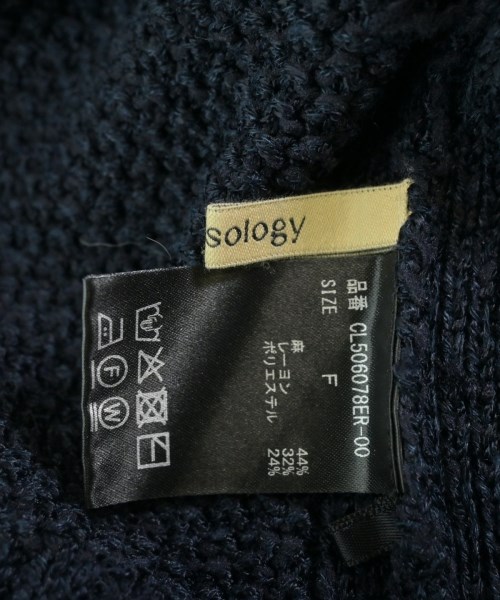 sology
品番 CL506078ER-00
SIZE F
麻 44%
レーヨン 32%
ポリエステル 24%
F
W